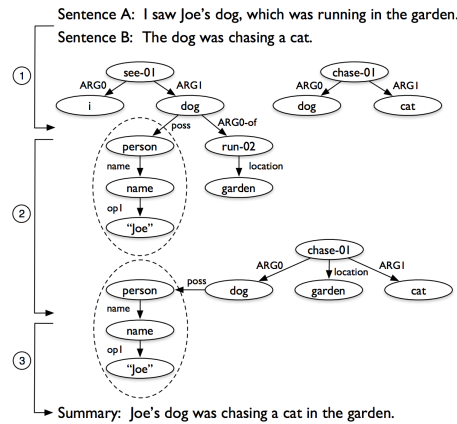 Sentence A: I saw Joe's dog, which was running in the garden.
Sentence B: The dog was chasing a cat.
1
see-01
chase-01
ARG0
ARG1
ARG0
ARG1
i
dog
dog
cat
poss
ARG0-of
person
run-02
name
location
name
garden
op1
"Joe"
2
chase-01
ARG0
location
ARG1
poss
person
dog
garden
cat
name
name
3
op1
"Joe"
Summary: Joe's dog was chasing a cat in the garden.